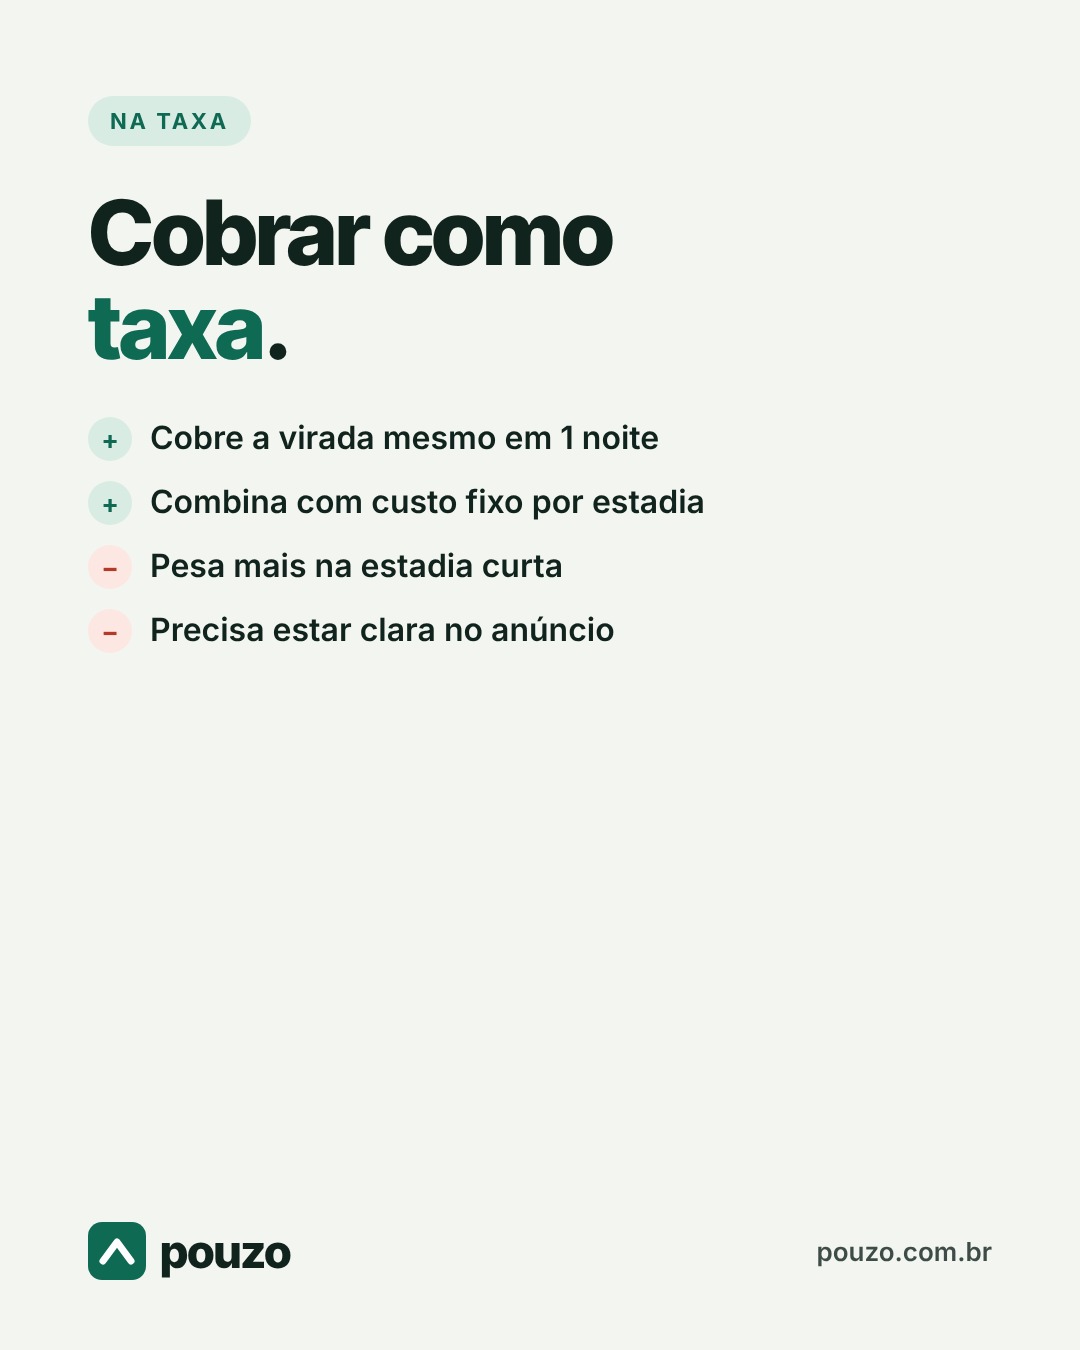 NA TAXA
Cobrar como
taxa.
+ Cobre a virada mesmo em 1 noite
+ Combina com custo fixo por estadia
– Pesa mais na estadia curta
– Precisa estar clara no anúncio
pouzo
pouzo.com.br